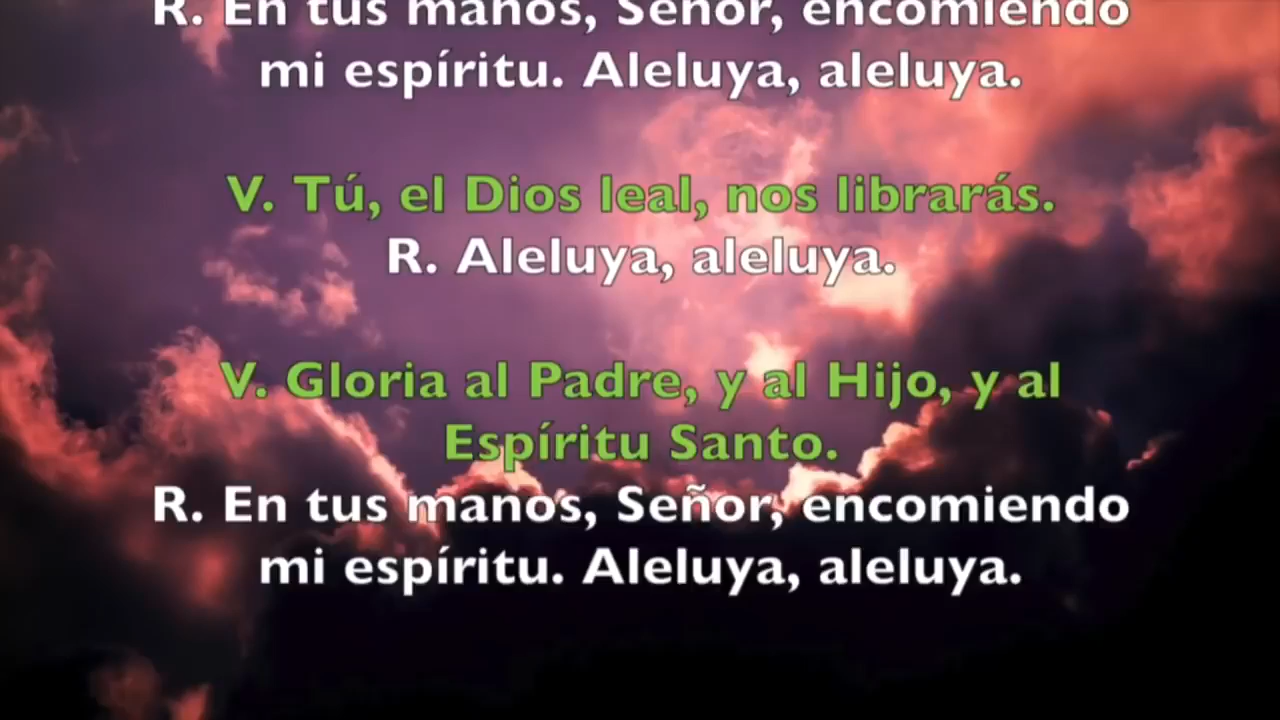 R. En tus manos, Señor, encomiendo
mi espíritu. Aleluya, aleluya.
V. Tú, el Dios leal, nos librarás.
R. Aleluya, aleluya.
V. Gloria al Padre, y al Hijo, y al
Espíritu Santo.
R. En tus manos, Señor, encomiendo
mi espíritu. Aleluya, aleluya.